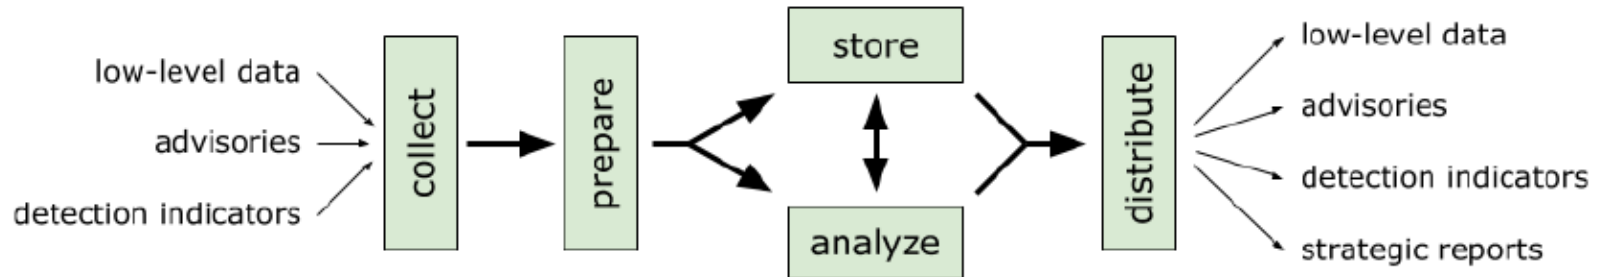 low-level data
advisories
detection indicators
collect
prepare
store
analyze
distribute
low-level data
advisories
detection indicators
strategic reports